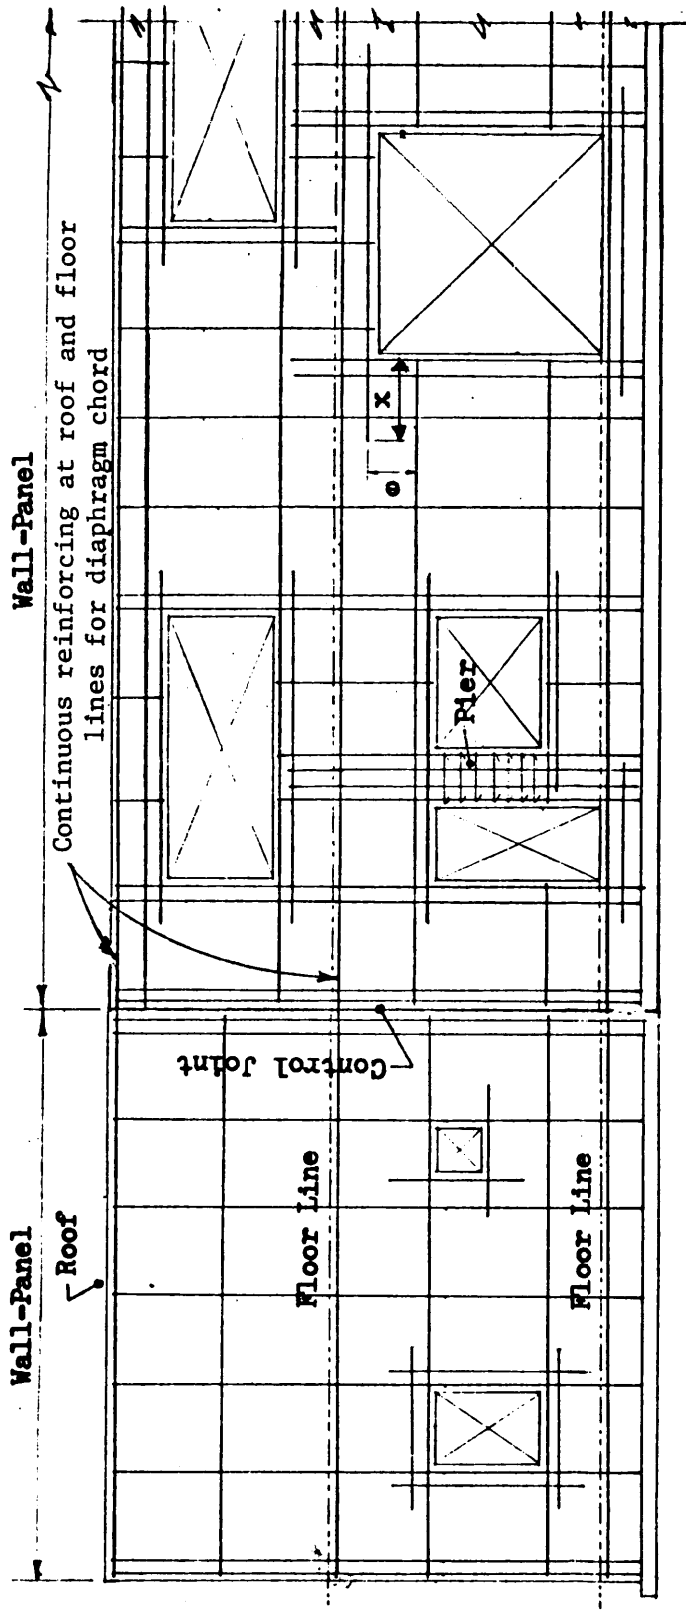 Wall-Panel
Wall-Panel
Continuous reinforcing at roof and floor
lines for diaphragm chord
Roof
Control Joint
Floor Line
Floor Line
Pier
x
e